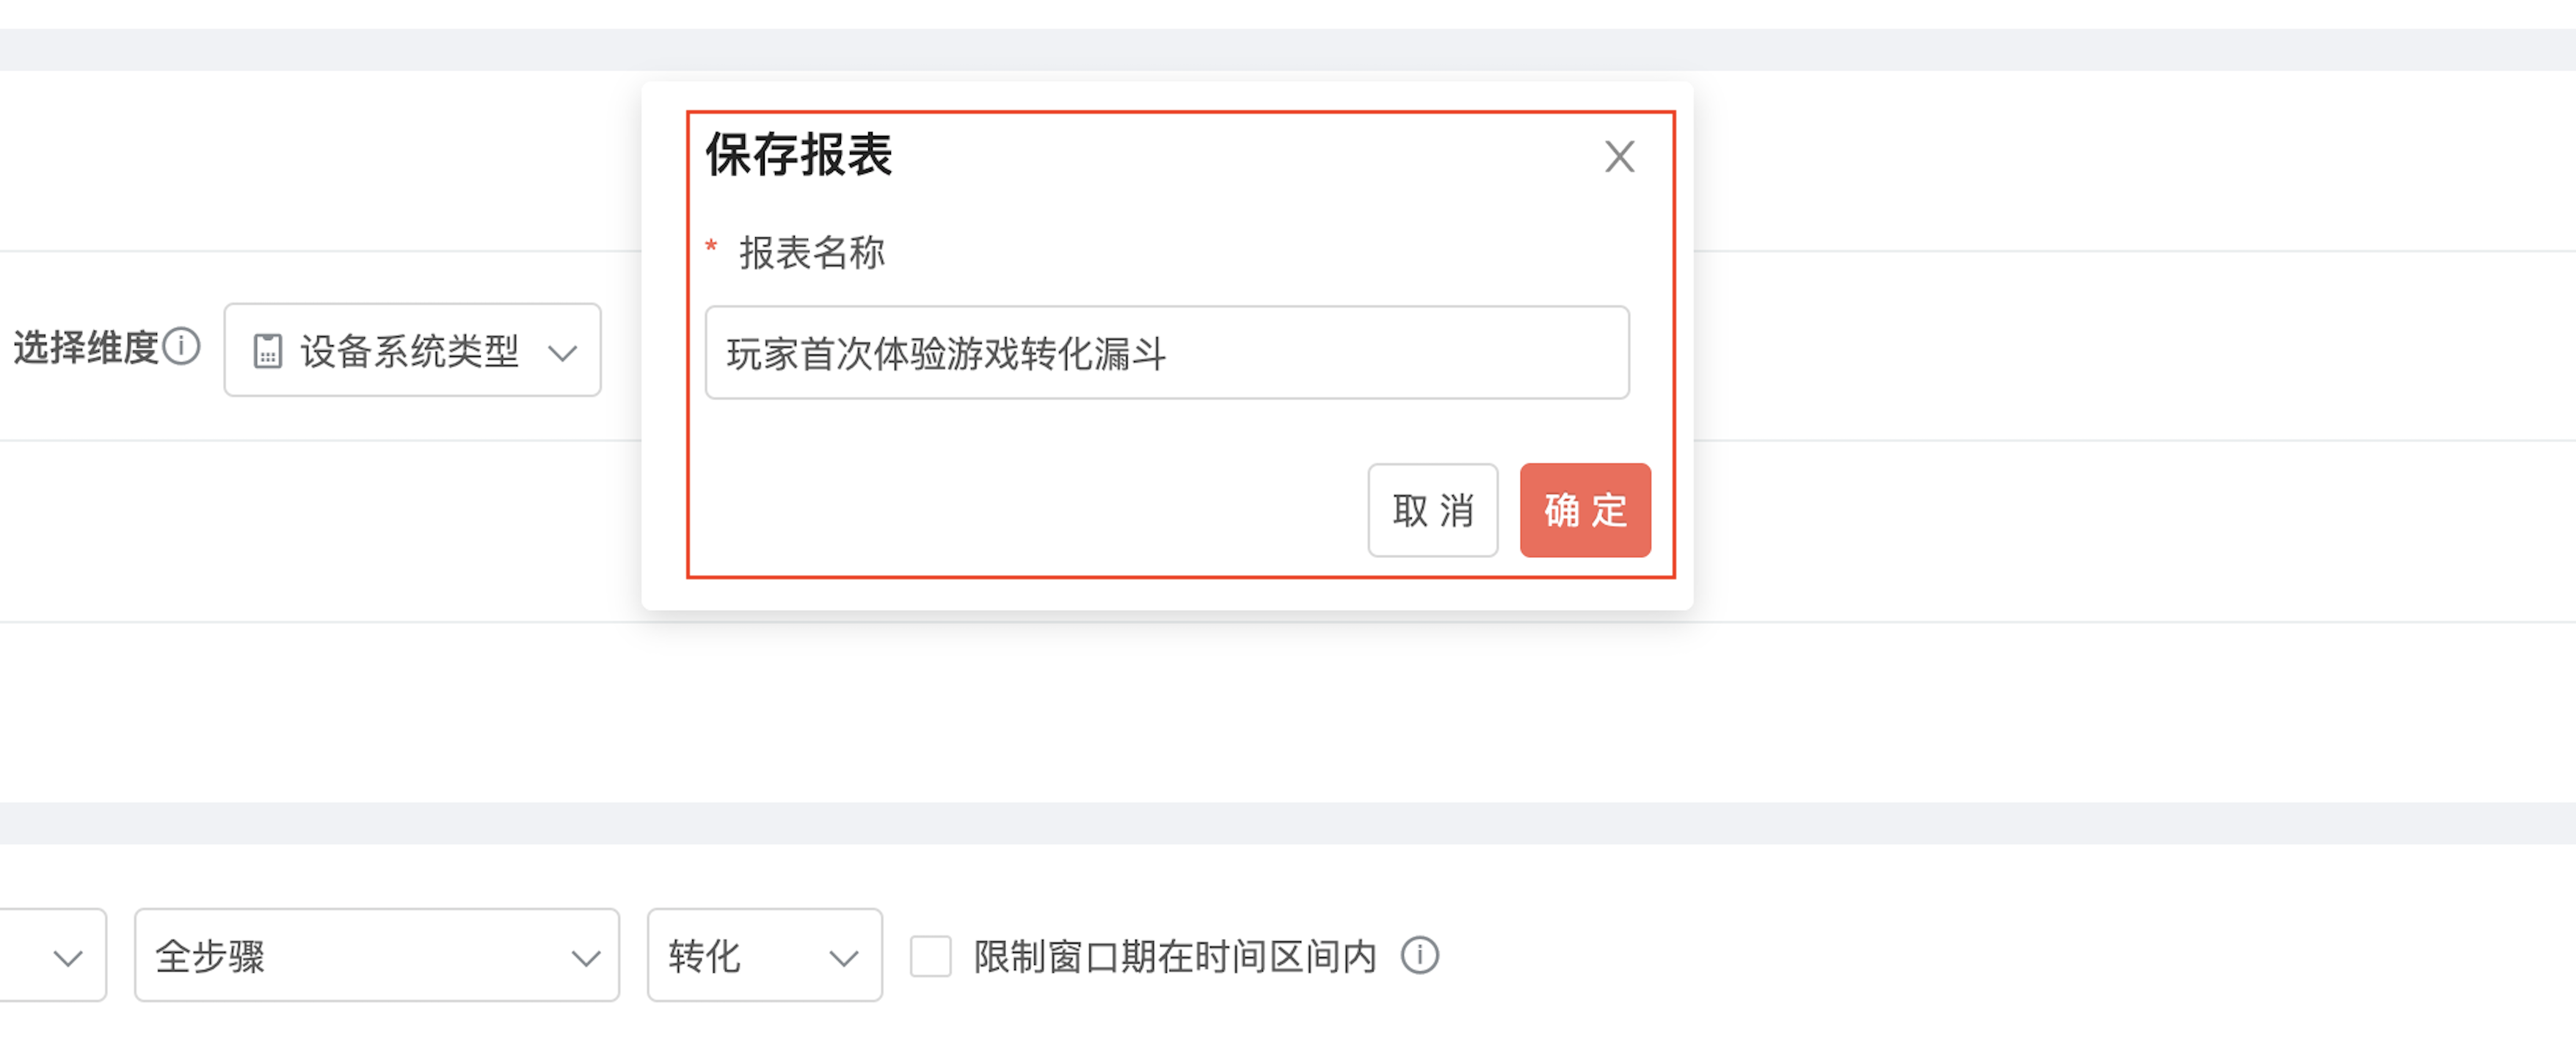 保存报表
* 报表名称
选择维度 设备系统类型
玩家首次体验游戏转化漏斗
取 消 确 定
全步骤 转化 限制窗口期在时间区间内